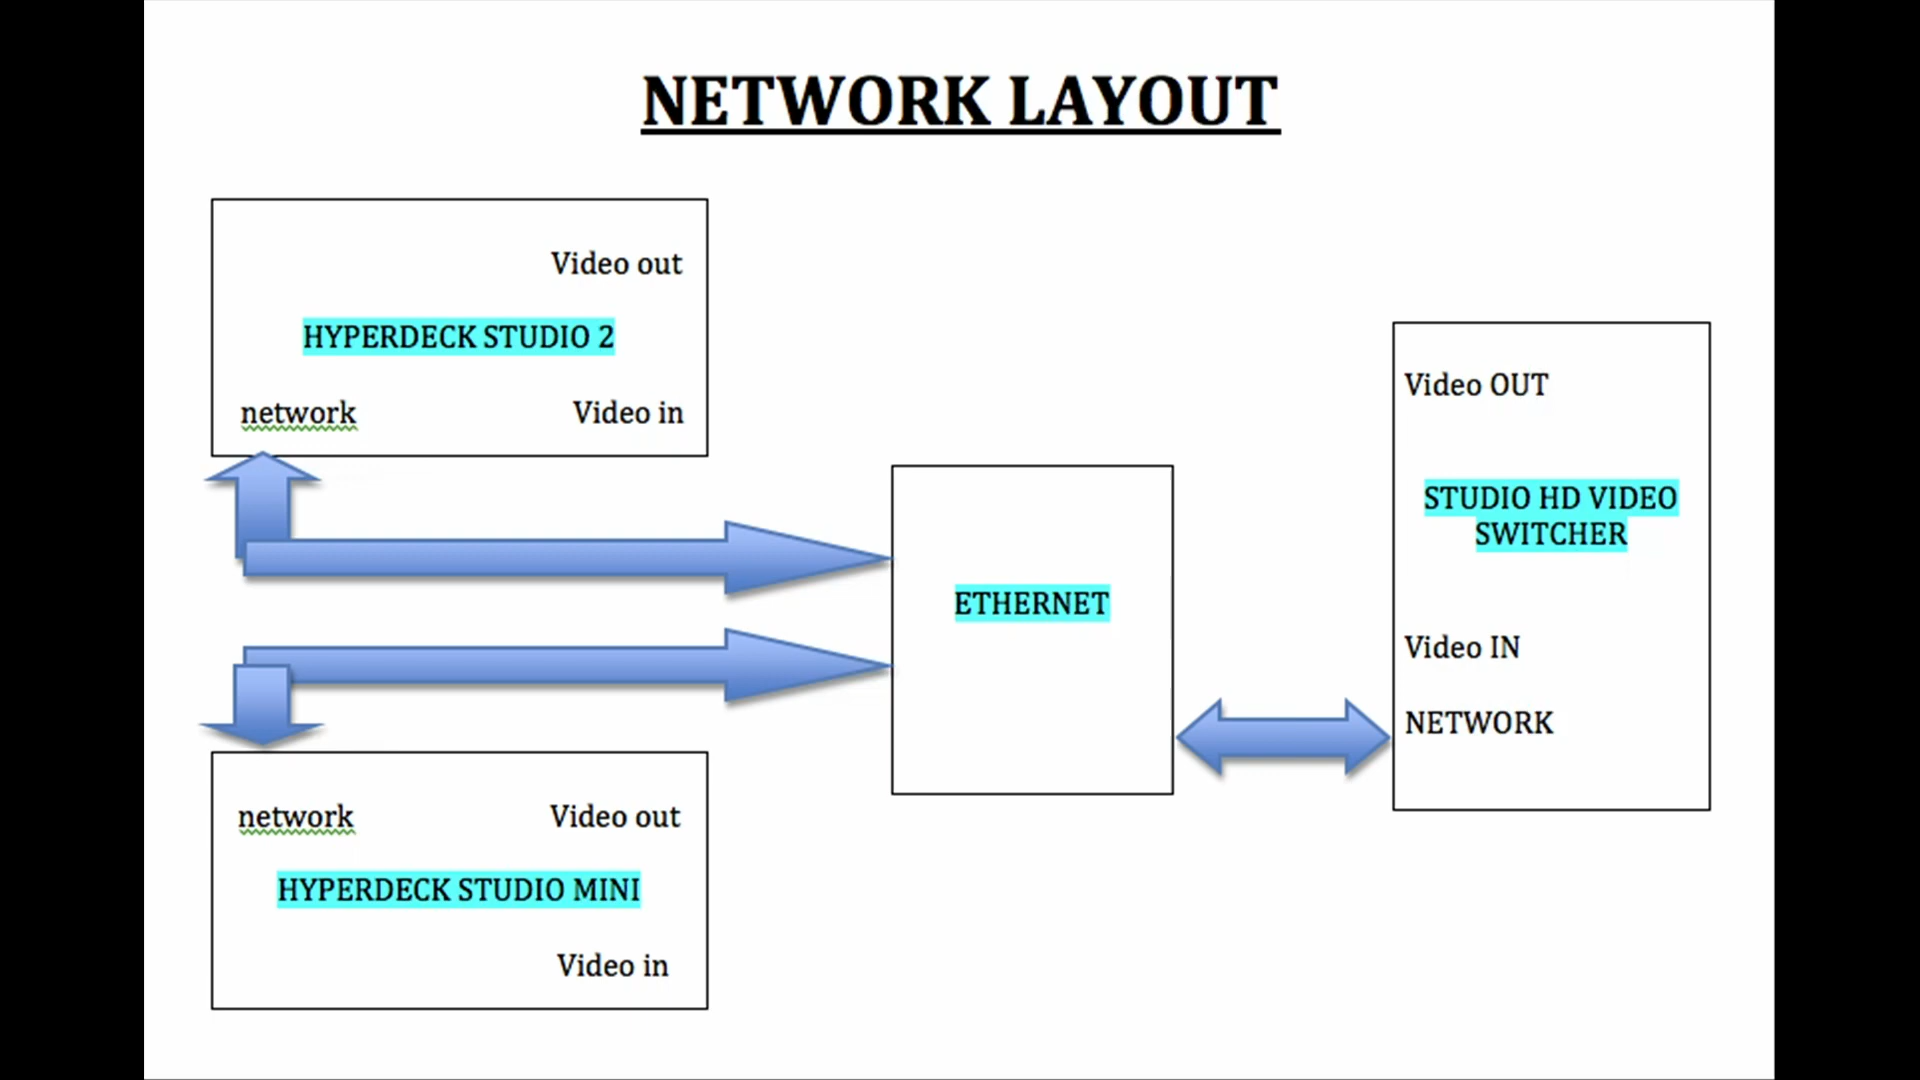 NETWORK LAYOUT
Video out
HYPERDECK STUDIO 2
network Video in
Video OUT
STUDIO HD VIDEO
SWITCHER
ETHERNET
Video IN
NETWORK
network Video out
HYPERDECK STUDIO MINI
Video in